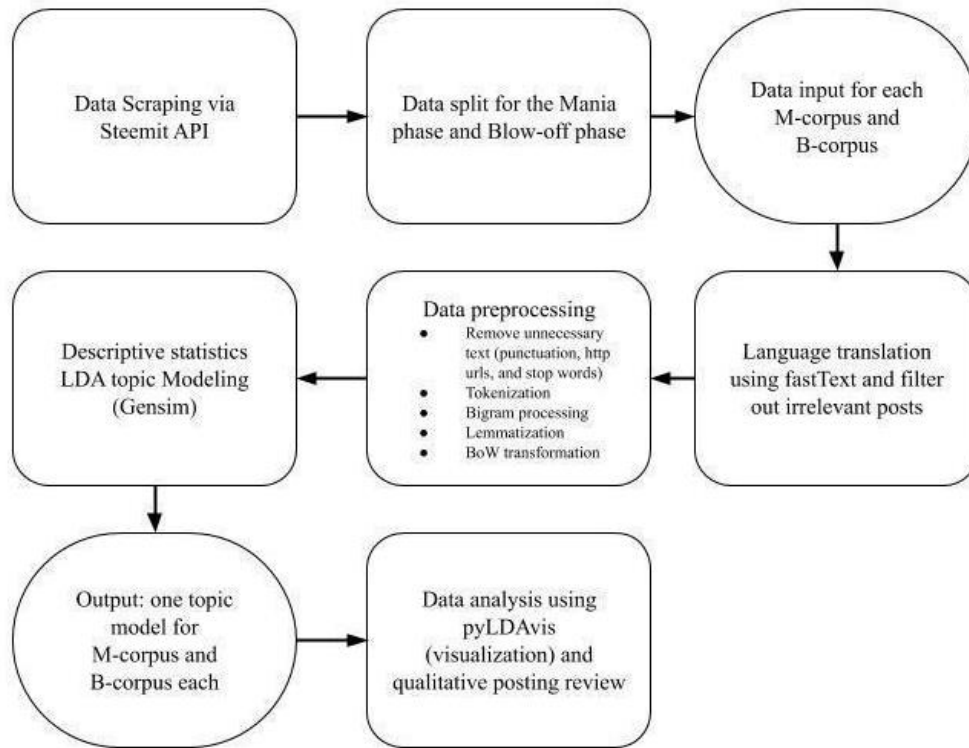 Data Scraping via
Steemit API
Data split for the Mania
phase and Blow-off phase
Data input for each
M-corpus and
B-corpus
Language translation
using fastText and filter
out irrelevant posts
Data preprocessing
● Remove unnecessary
text (punctuation, http
urls, and stop words)
● Tokenization
● Bigram processing
● Lemmatization
● BoW transformation
Descriptive statistics
LDA topic Modeling
(Gensim)
Output: one topic
model for
M-corpus and
B-corpus each
Data analysis using
pyLDAvis
(visualization) and
qualitative posting review